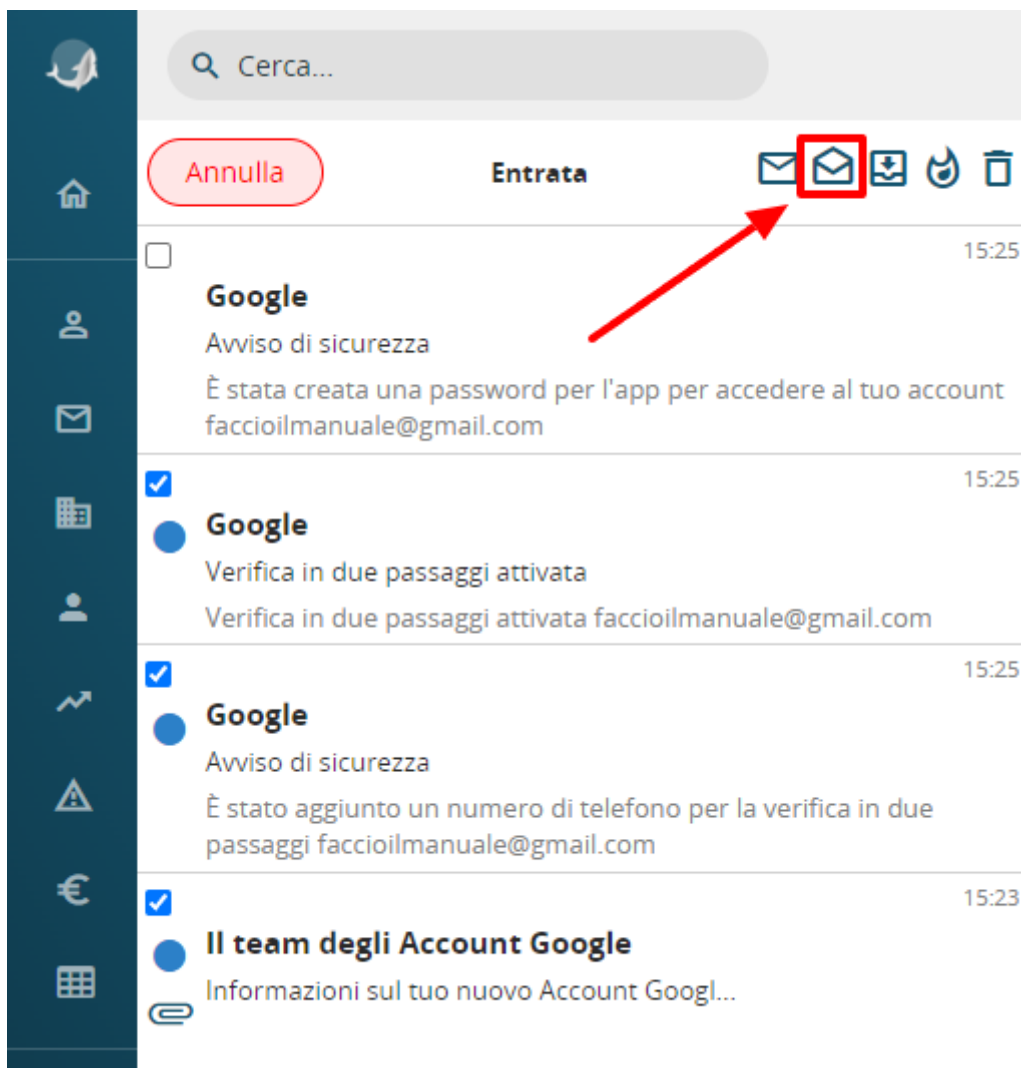 Cerca...
Annulla
Entrata
15:25
Google
Avviso di sicurezza
È stata creata una password per l'app per accedere al tuo account
faccioilmanuale@gmail.com
15:25
Google
Verifica in due passaggi attivata
Verifica in due passaggi attivata faccioilmanuale@gmail.com
15:25
Google
Avviso di sicurezza
È stato aggiunto un numero di telefono per la verifica in due
passaggi faccioilmanuale@gmail.com
15:23
Il team degli Account Google
Informazioni sul tuo nuovo Account Googl...